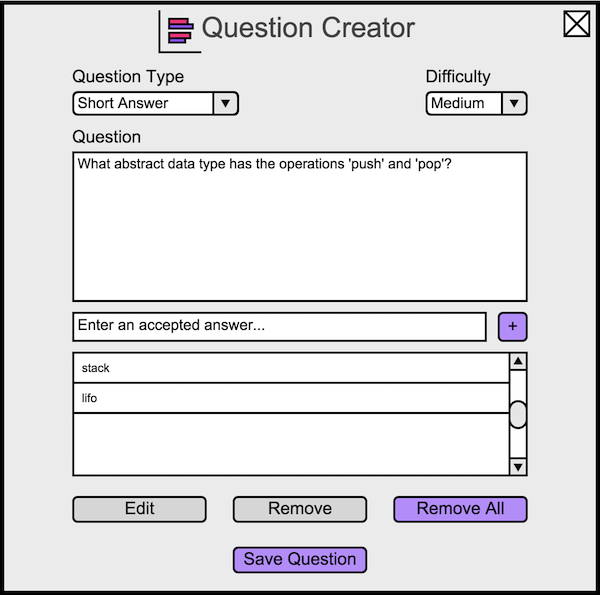 Question Creator
Question Type
Difficulty
Short Answer
Medium
Question
What abstract data type has the operations 'push' and 'pop'?
Enter an accepted answer...
+
stack
lifo
Edit
Remove
Remove All
Save Question